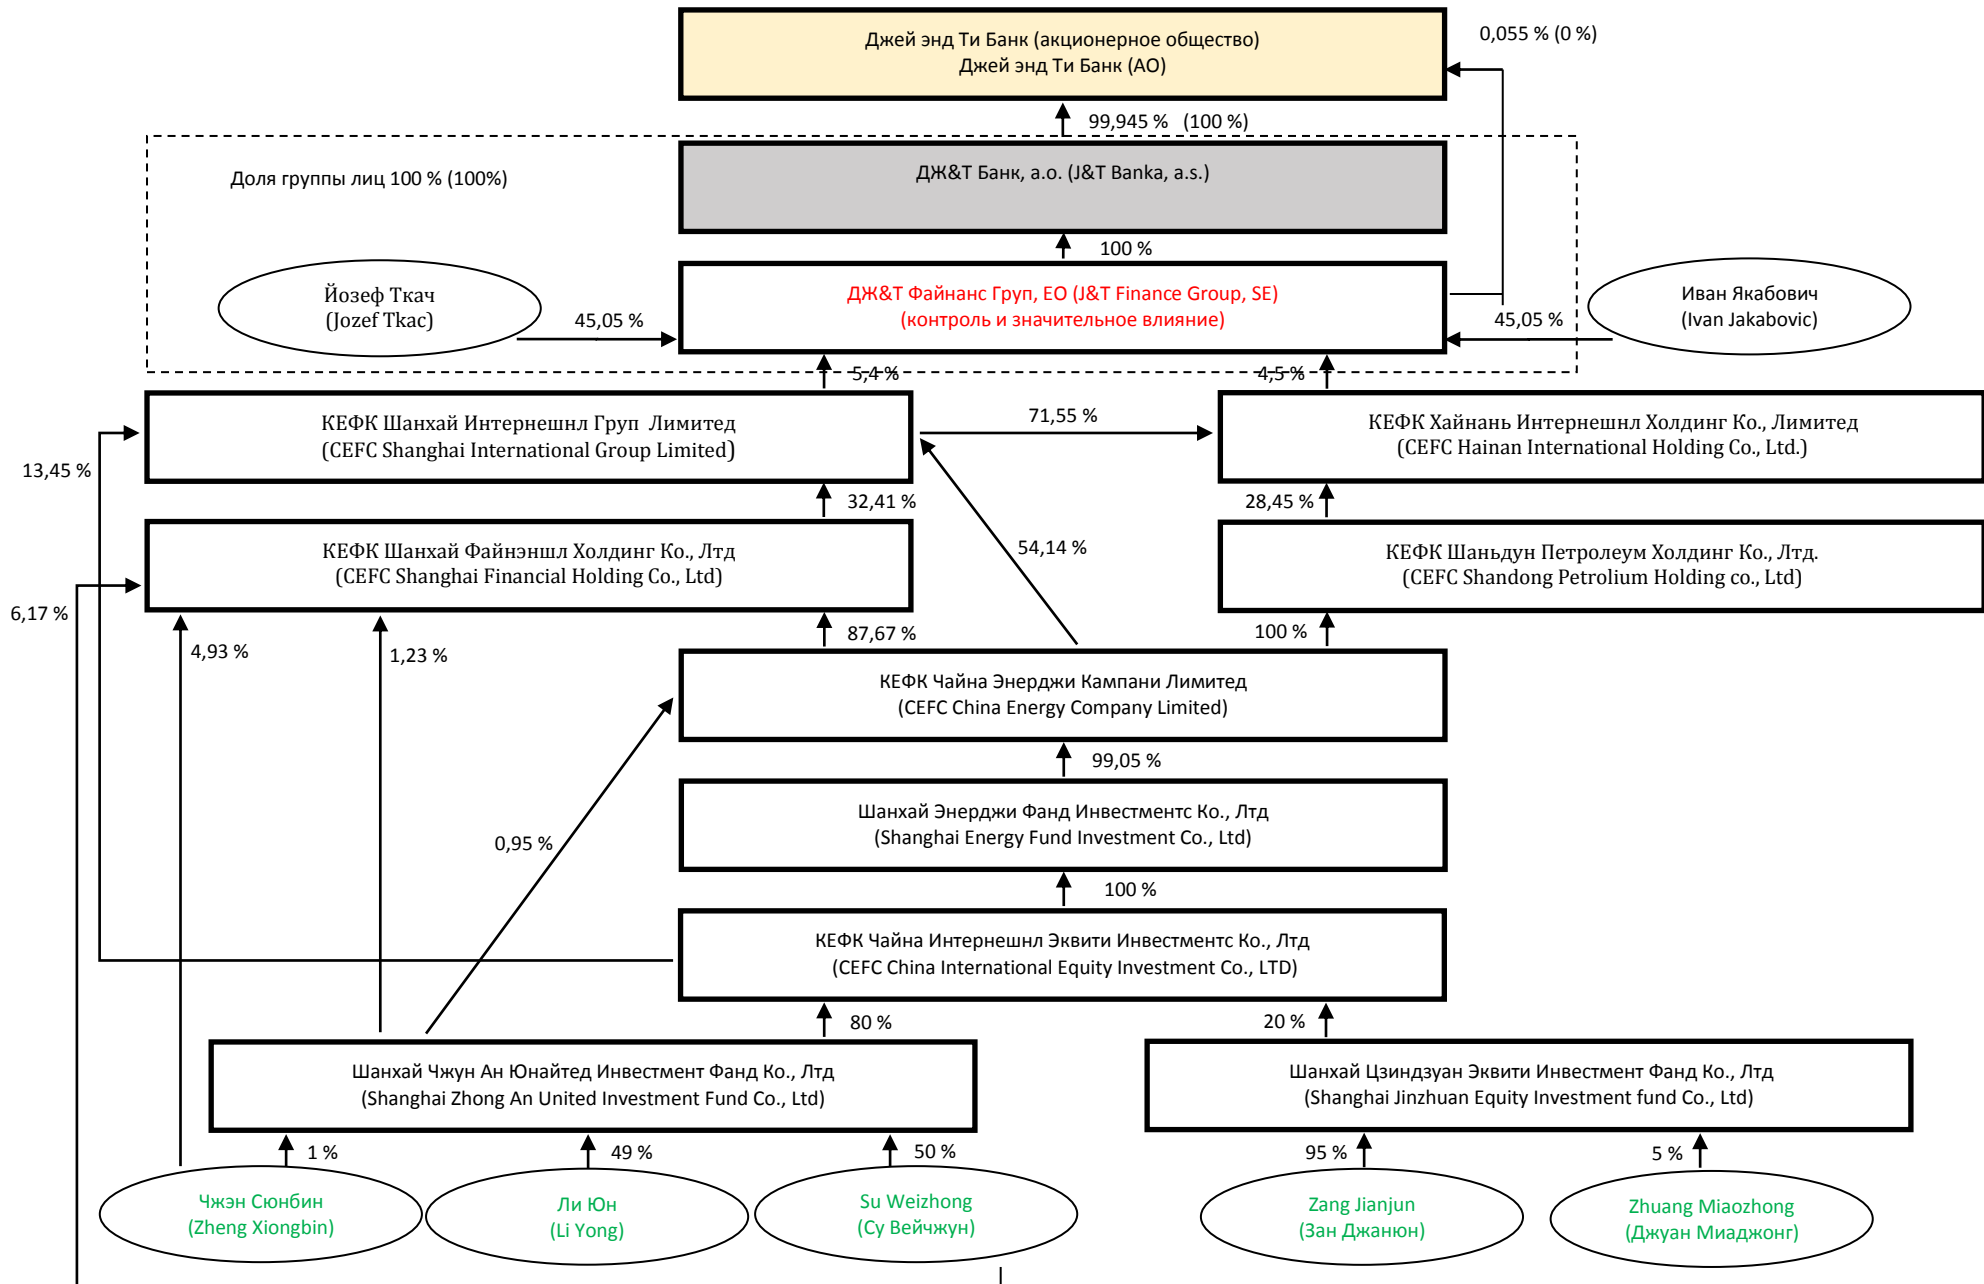 Джей энд Ти Банк (акционерное общество)
Джей энд Ти Банк (АО)
0,055 % (0 %)
99,945 % (100 %)
Доля группы лиц 100 % (100%)
ДЖ&Т Банк, а.о. (J&T Banka, a.s.)
100 %
Йозеф Ткач
(Jozef Tkac)
45,05 %
ДЖ&Т Файнанс Груп, ЕО (J&T Finance Group, SE)
(контроль и значительное влияние)
45,05 %
Иван Якабович
(Ivan Jakabovic)
5,4%
4,5%
КЕФК Шанхай Интернешнл Груп Лимитед
(CEFC Shanghai International Group Limited)
71,55 %
КЕФК Хайнань Интернешнл Холдинг Ко., Лимитед
(CEFC Hainan International Holding Co., Ltd.)
13,45 %
32,41 %
28,45 %
КЕФК Шанхай Файнэншл Холдинг Ко., Лтд
(CEFC Shanghai Financial Holding Co., Ltd)
54,14 %
КЕФК Шаньдун Петролеум Холдинг Ко., Лтд.
(CEFC Shandong Petrolium Holding co., Ltd)
6,17 %
4,93 %
1,23 %
87,67 %
100 %
КЕФК Чайна Энерджи Кампани Лимитед
(CEFC China Energy Company Limited)
99,05 %
Шанхай Энерджи Фанд Инвестментс Ко., Лтд
(Shanghai Energy Fund Investment Co., Ltd)
0,95 %
100 %
КЕФК Чайна Интернешнл Эквити Инвестментс Ко., Лтд
(CEFC China International Equity Investment Co., LTD)
80 %
20 %
Шанхай Чжун Ан Юнайтед Инвестмент Фанд Ко., Лтд
(Shanghai Zhong An United Investment Fund Co., Ltd)
Шанхай Цзиндзуан Эквити Инвестмент Фанд Ко., Лтд
(Shanghai Jinzhuan Equity Investment fund Co., Ltd)
1 %
49 %
50 %
95 %
5 %
Чжэн Сюнбин
(Zheng Xiongbin)
Ли Юн
(Li Yong)
Su Weizhong
(Су Вейчжун)
Zang Jianjun
(Зан Джанюн)
Zhuang Miaozhong
(Джуан Миаджонг)